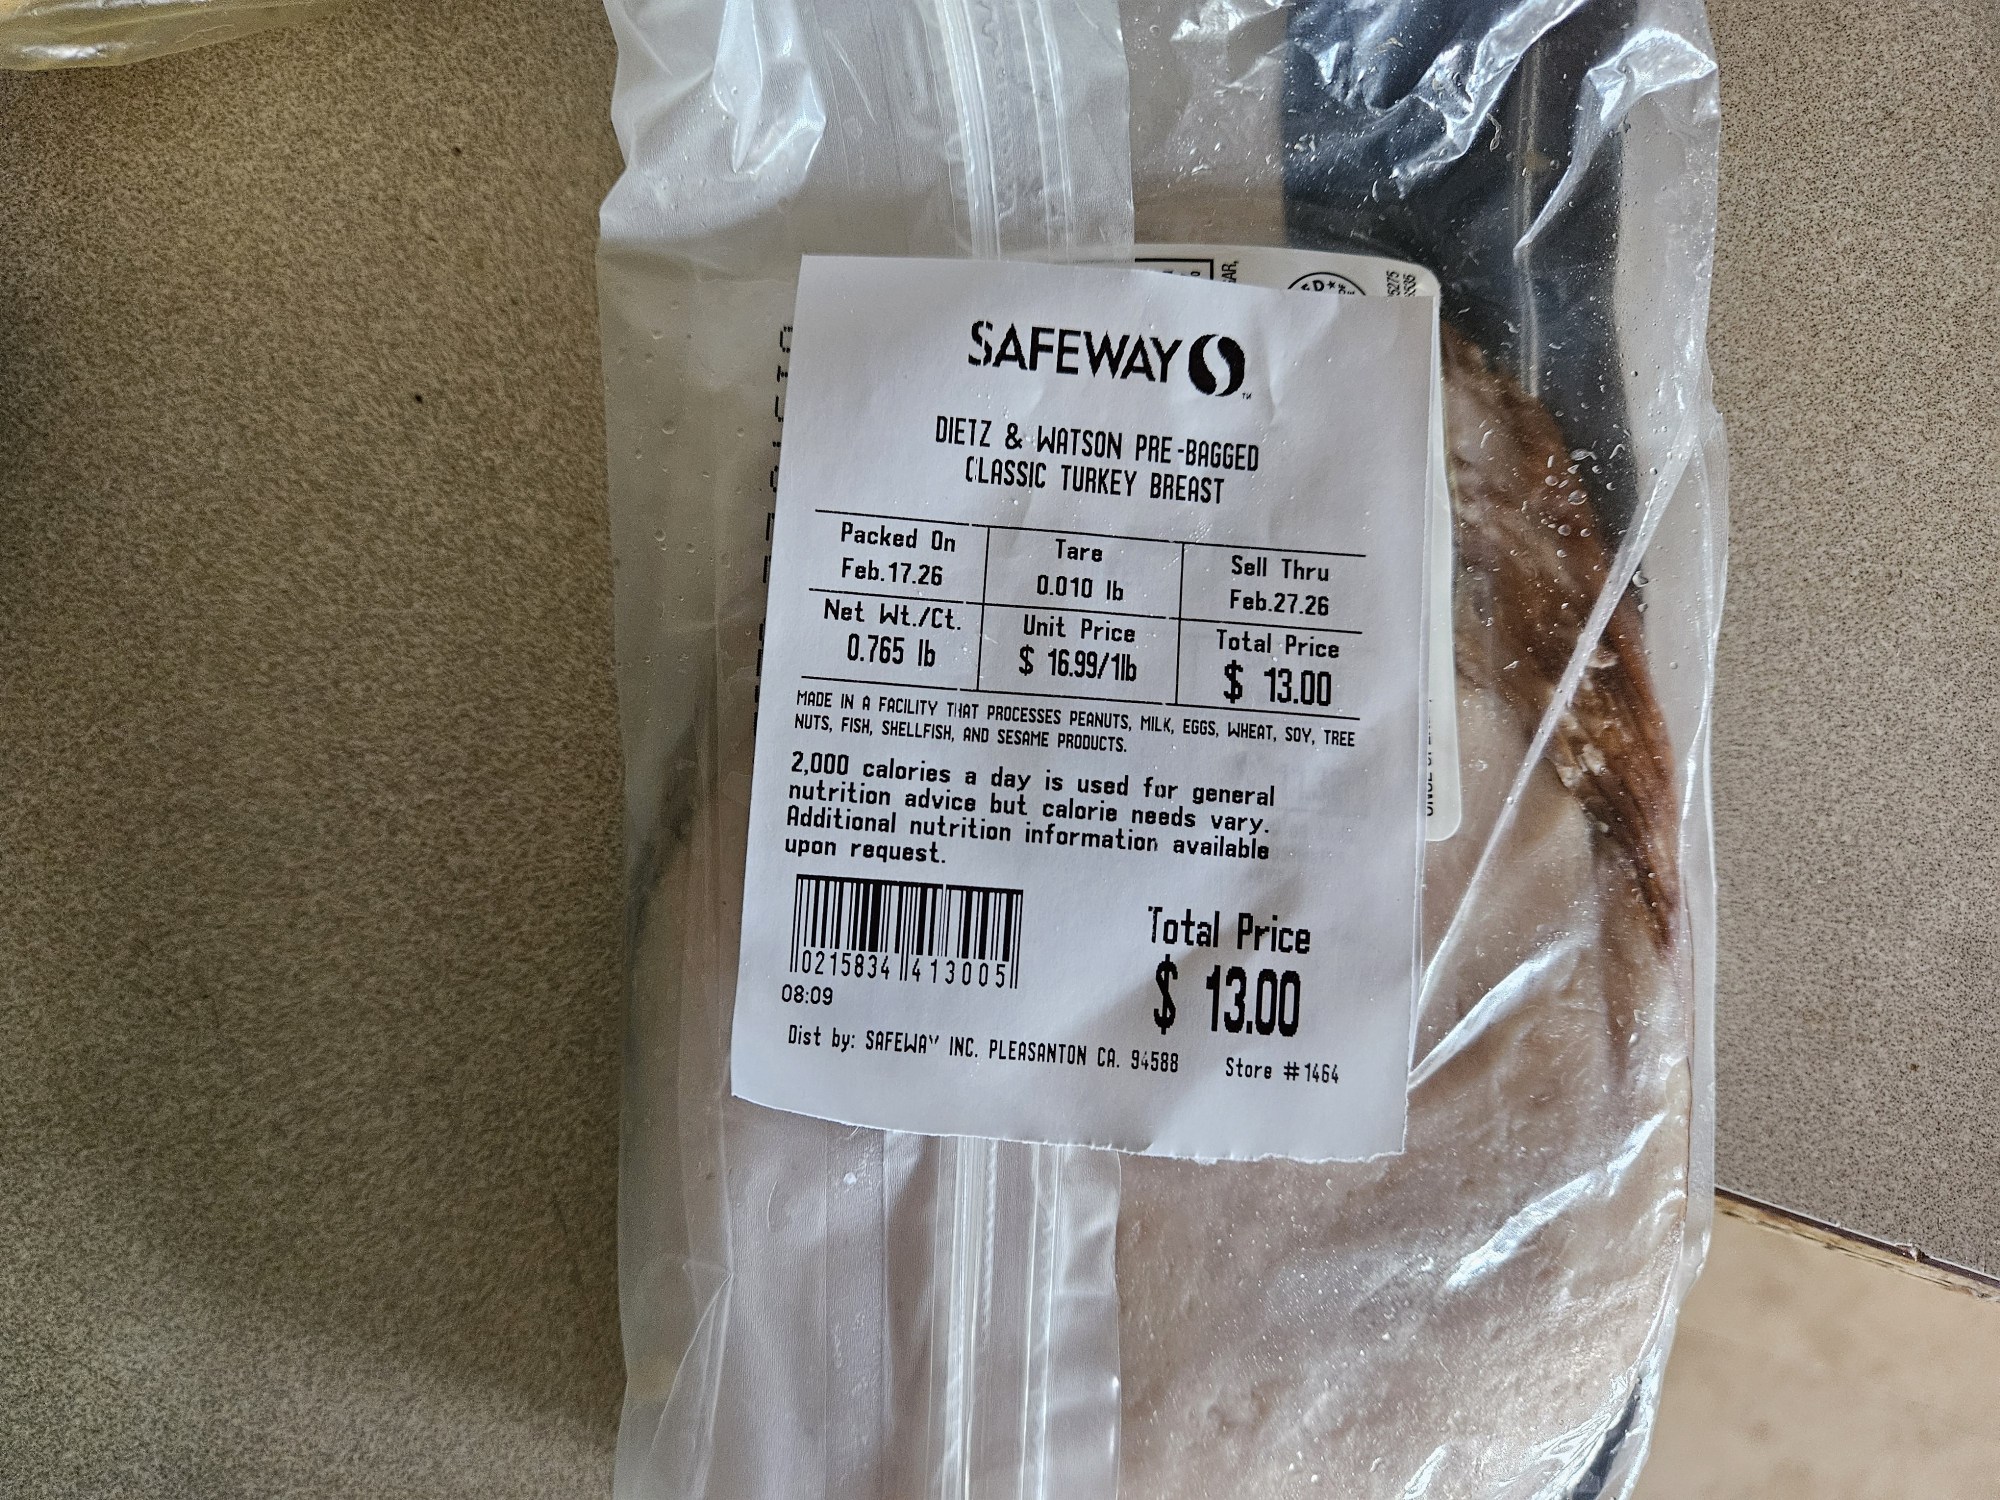 SAFEWAY
DIETZ & WATSON PRE-BAGGED
CLASSIC TURKEY BREAST
Packed On
Feb.17.26
Tare
0.010 lb
Sell Thru
Feb.27.26
Net Wt./Ct.
0.765 lb
Unit Price
$ 16.99/1lb
Total Price
$ 13.00
MADE IN A FACILITY THAT PROCESSES PEANUTS, MILK, EGGS, WHEAT, SOY, TREE
NUTS, FISH, SHELLFISH, AND SESAME PRODUCTS.
2,000 calories a day is used for general
nutrition advice but calorie needs vary.
Additional nutrition information available
upon request.
0215834 413005
08:09
Total Price
$ 13.00
Dist by: SAFEWAY INC. PLEASANTON CA. 94588
Store #1464